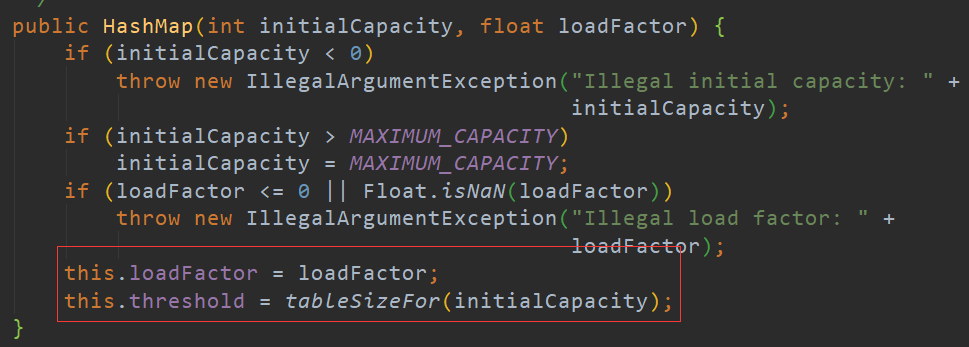 */
public HashMap(int initialCapacity, float loadFactor) {
    if (initialCapacity < 0)
        throw new IllegalArgumentException("Illegal initial capacity: " +
                                           initialCapacity);
    if (initialCapacity > MAXIMUM_CAPACITY)
        initialCapacity = MAXIMUM_CAPACITY;
    if (loadFactor <= 0 || Float.isNaN(loadFactor))
        throw new IllegalArgumentException("Illegal load factor: " +
                                           loadFactor);
    this.loadFactor = loadFactor;
    this.threshold = tableSizeFor(initialCapacity);
}